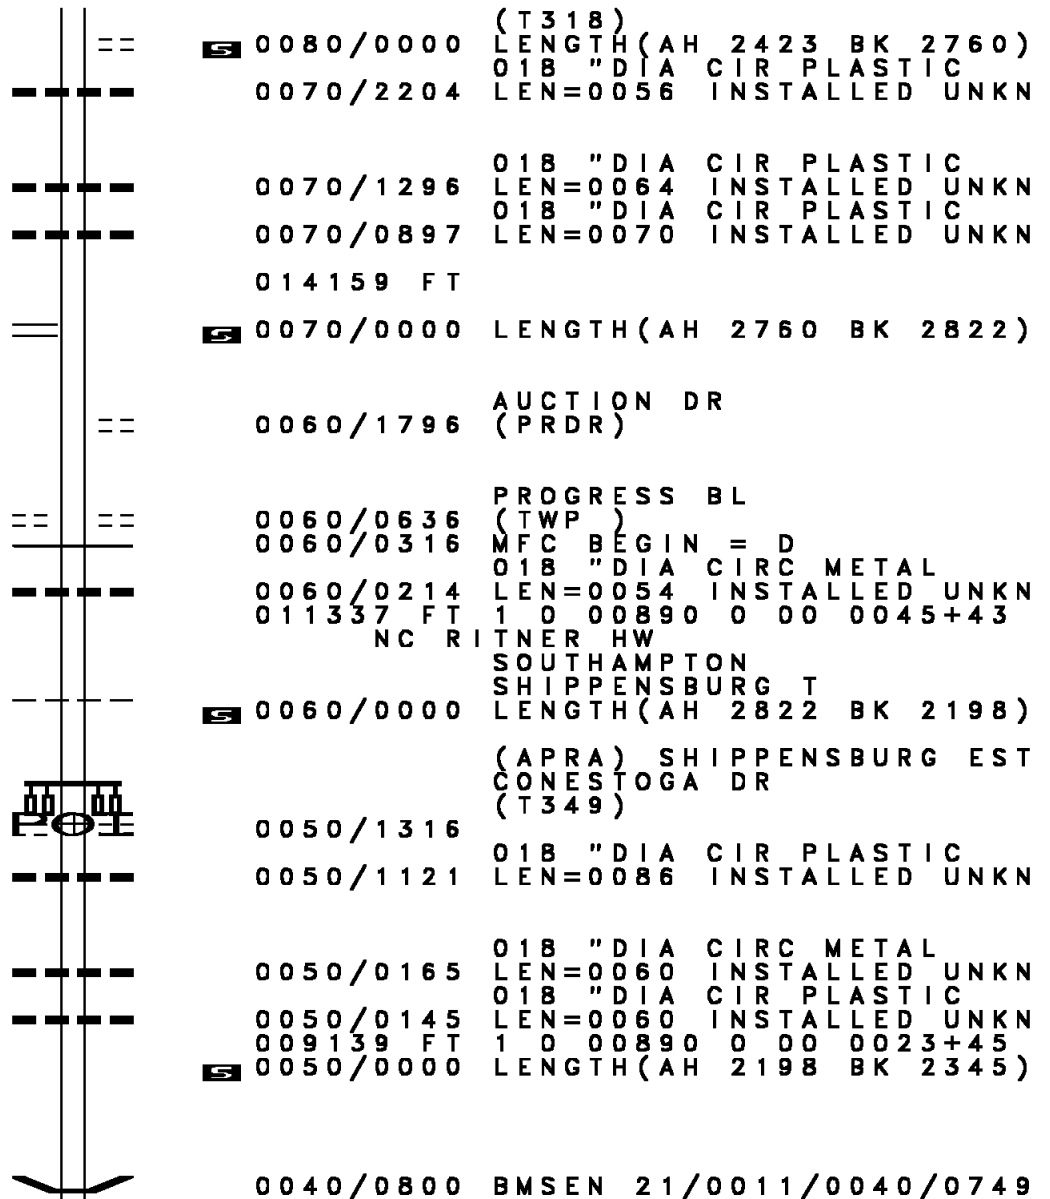 (T318)
S 0080/0000 LENGTH(AH 2423 BK 2760)
018 "DIA CIR PLASTIC
0070/2204 LEN=0056 INSTALLED UNKN
018 "DIA CIR PLASTIC
0070/1296 LEN=0064 INSTALLED UNKN
018 "DIA CIR PLASTIC
0070/0897 LEN=0070 INSTALLED UNKN
014159 FT
S 0070/0000 LENGTH(AH 2760 BK 2822)
AUCTION DR
0060/1796 (PRDR)
PROGRESS BL
0060/0636 (TWP )
0060/0316 MFC BEGIN = D
018 "DIA CIRC METAL
0060/0214 LEN=0054 INSTALLED UNKN
011337 FT 1 0 00890 0 00 0045+43
NC RITNER HW
SOUTHAMPTON
SHIPPENSBURG T
S 0060/0000 LENGTH(AH 2822 BK 2198)
(APRA) SHIPPENSBURG EST
CONESTOGA DR
(T349)
0050/1316
018 "DIA CIR PLASTIC
0050/1121 LEN=0086 INSTALLED UNKN
018 "DIA CIRC METAL
0050/0165 LEN=0060 INSTALLED UNKN
018 "DIA CIR PLASTIC
0050/0145 LEN=0060 INSTALLED UNKN
009139 FT 1 0 00890 0 00 0023+45
S 0050/0000 LENGTH(AH 2198 BK 2345)
0040/0800 BMSEN 21/0011/0040/0749